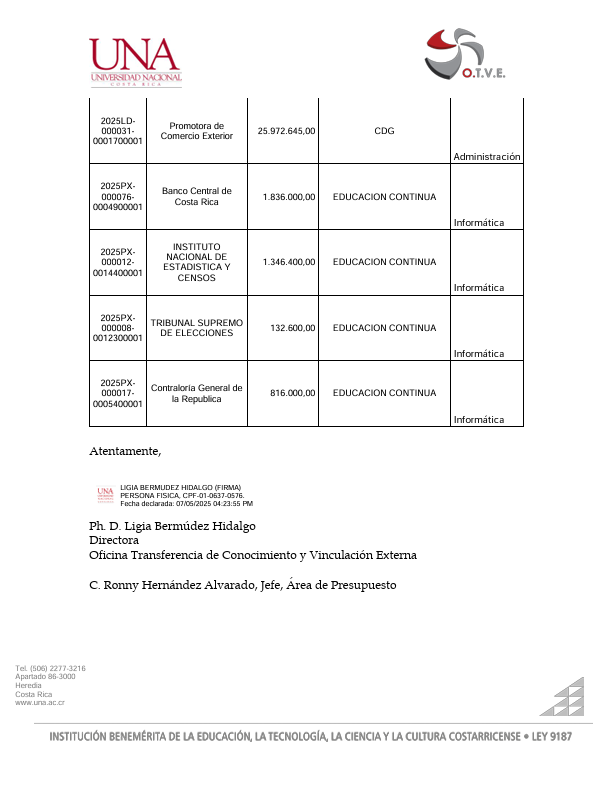 UNA
UNIVERSIDAD NACIONAL
COSTA RICA
O.T.V.E.
2025LD-
000031-
0001700001
Promotora de
Comercio Exterior
25.972.645,00
CDG
Administración
2025PX-
000076-
0004900001
Banco Central de
Costa Rica
1.836.000,00
EDUCACION CONTINUA
Informática
2025PX-
000012-
0014400001
INSTITUTO
NACIONAL DE
ESTADISTICA Y
CENSOS
1.346.400,00
EDUCACION CONTINUA
Informática
2025PX-
000008-
0012300001
TRIBUNAL SUPREMO
DE ELECCIONES
132.600,00
EDUCACION CONTINUA
Informática
2025PX-
000017-
0005400001
Contraloría General de
la Republica
816.000,00
EDUCACION CONTINUA
Informática
Atentamente,
UNA
LIGIA BERMUDEZ HIDALGO (FIRMA)
PERSONA FISICA, CPF-01-0637-0576.
Fecha declarada: 07/05/2025 04:23:55 PM
Ph. D. Ligia Bermúdez Hidalgo
Directora
Oficina Transferencia de Conocimiento y Vinculación Externa
C. Ronny Hernández Alvarado, Jefe, Área de Presupuesto
Tel. (506) 2277-3216
Apartado 86-3000
Heredia
Costa Rica
www.una.ac.cr
INSTITUCIÓN BENEMÉRITA DE LA EDUCACIÓN, LA TECNOLOGÍA, LA CIENCIA Y LA CULTURA COSTARRICENSE • LEY 9187